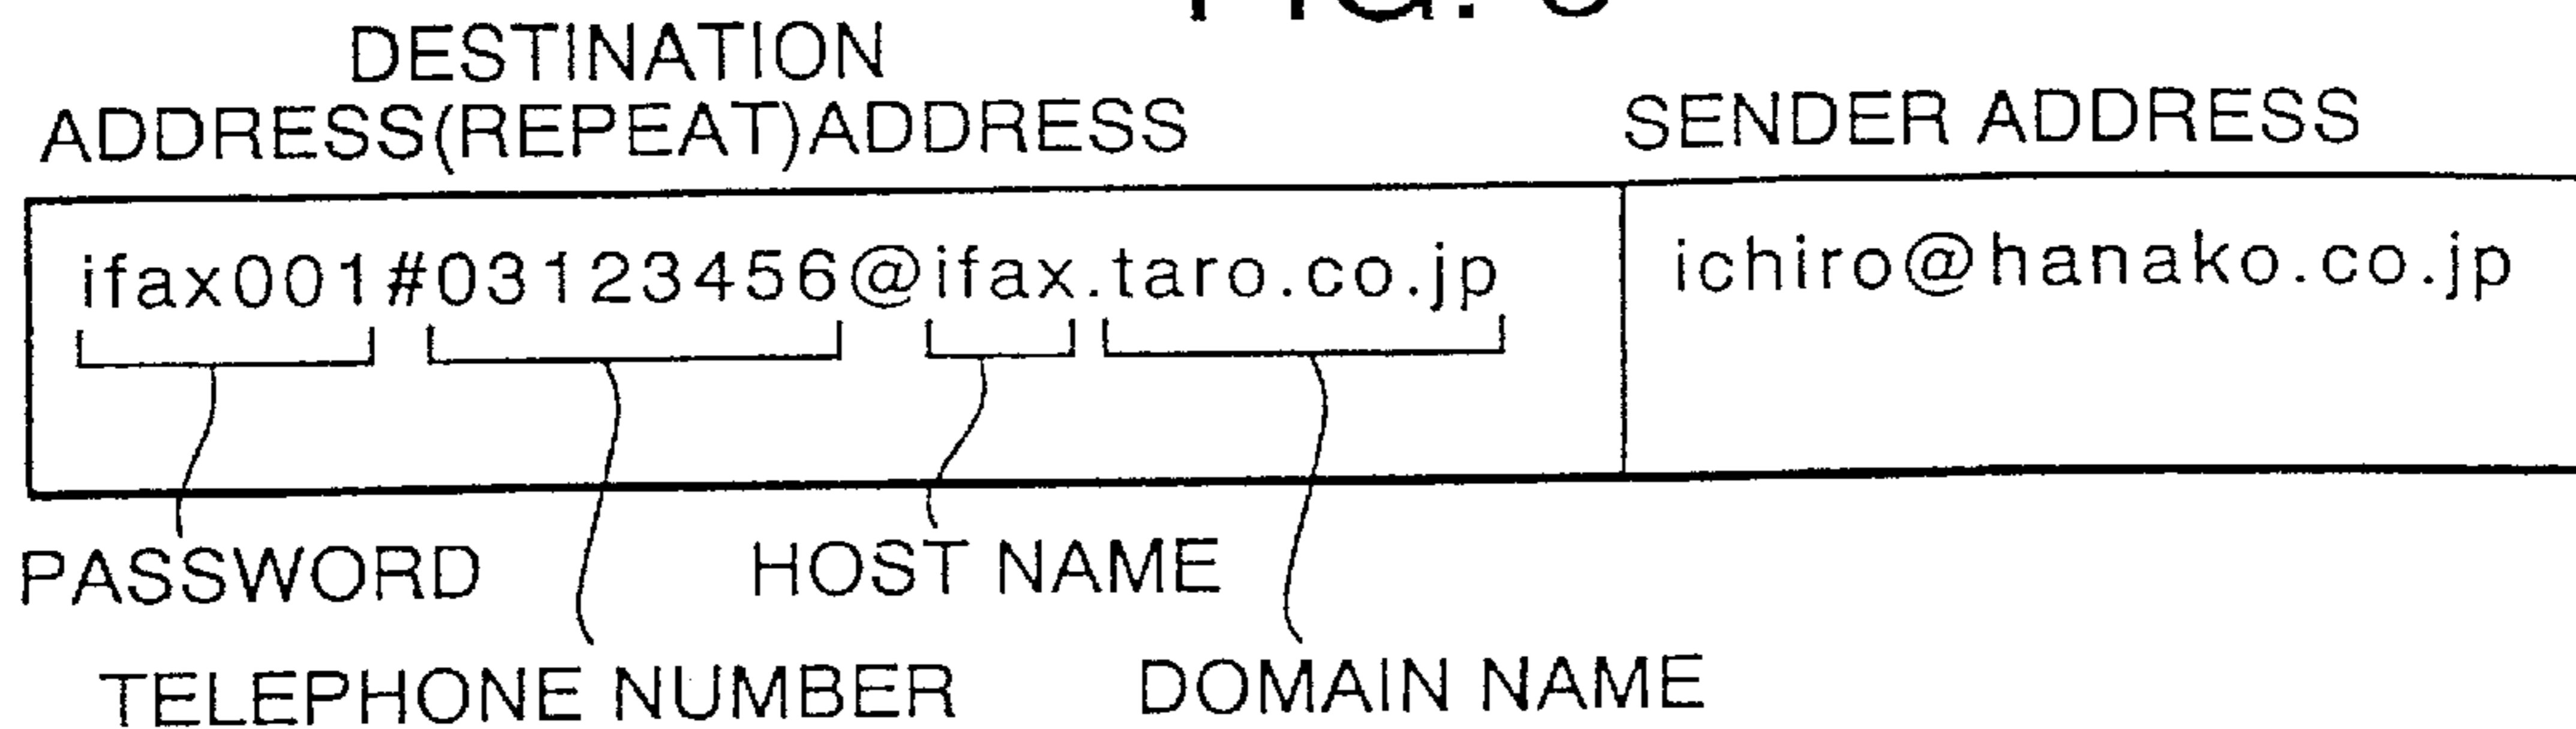 DESTINATION
ADDRESS(REPEAT)ADDRESS
SENDER ADDRESS
ifax001#03123456@ifax.taro.co.jp
ichiro@hanako.co.jp
PASSWORD
HOST NAME
TELEPHONE NUMBER
DOMAIN NAME